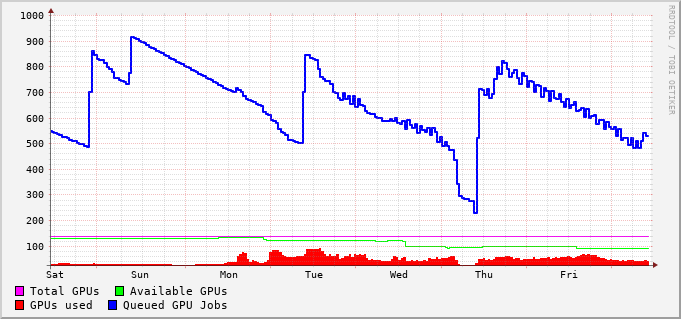 1000
900
800
700
600
500
400
300
200
100
Sat Sun Mon Tue Wed Thu Fri
Total GPUs Available GPUs
GPUs used Queued GPU Jobs
RRDTOOL / TOBI OETIKER